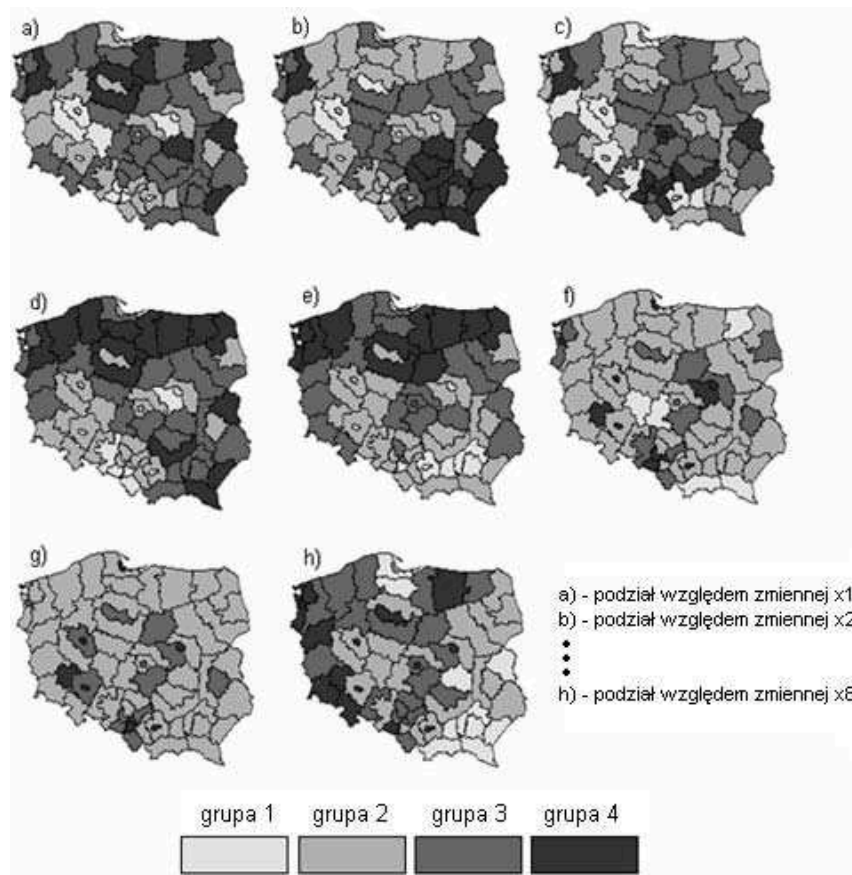 a)
b)
c)
d)
e)
f)
g)
h)
a) - podział względem zmiennej x1
b) - podział względem zmiennej x2
h) - podział względem zmiennej x8
grupa 1
grupa 2
grupa 3
grupa 4